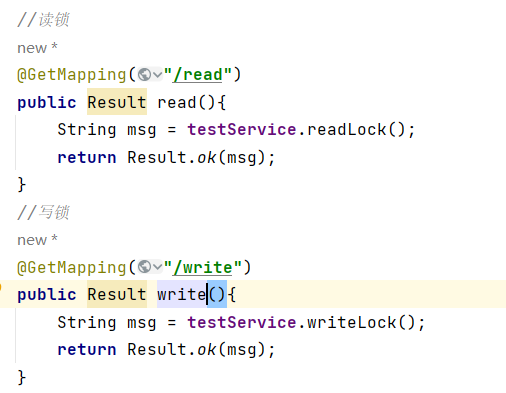 //读锁
new *
@GetMapping("/read")
public Result read(){
String msg = testService.readLock();
return Result.ok(msg);
}
//写锁
new *
@GetMapping("/write")
public Result write(){
String msg = testService.writeLock();
return Result.ok(msg);
}